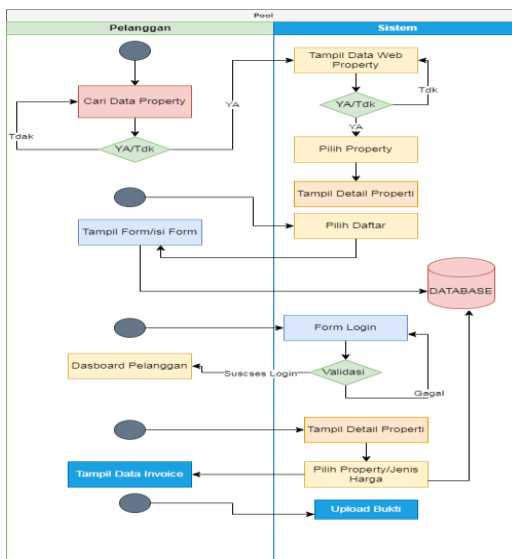 Pool
Pelanggan
Sistem
Tampil Data Web
Property
Cari Data Property
YA
Tdk
YA/Tdk
Tdak
YA/Tdk
YA
Pilih Property
Tampil Detail Properti
Tampil Form/isi Form
Pilih Daftar
DATABASE
Form Login
Dasboard Pelanggan
Suscses Login
Validasi
Gagal
Tampil Detail Properti
Tampil Data Invoice
Pilih Property/Jenis
Harga
Upload Bukti